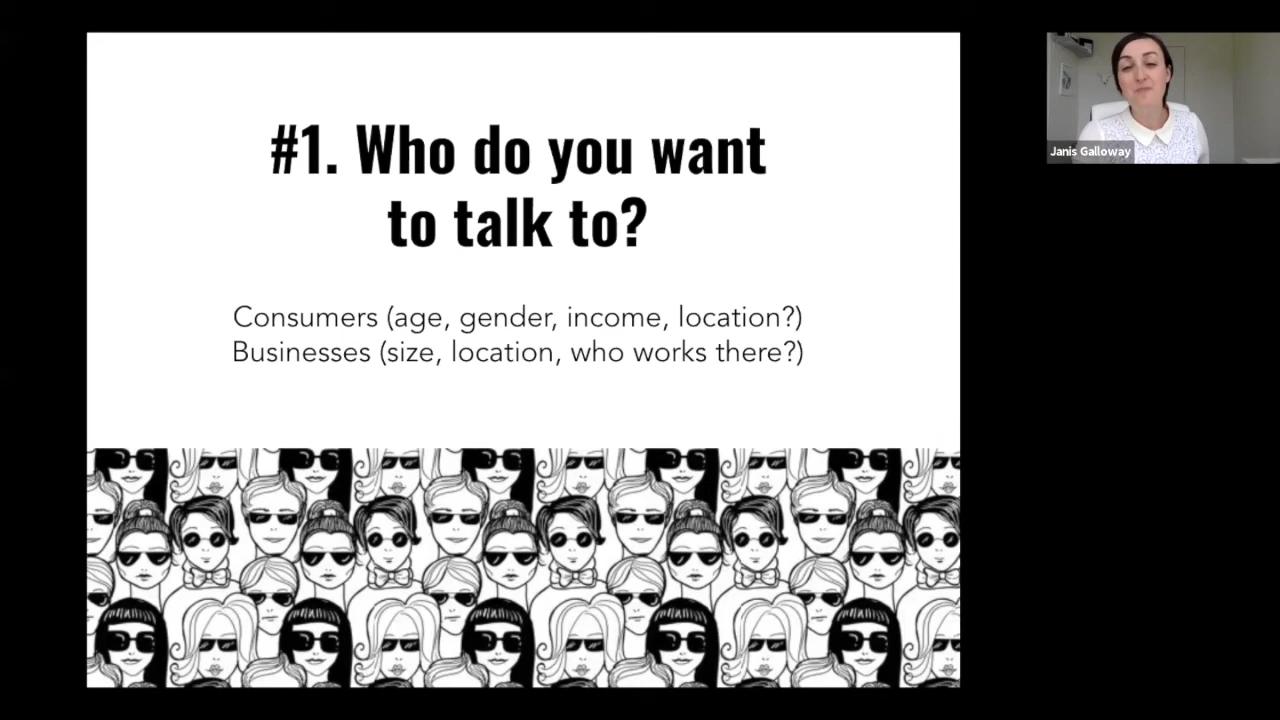 #1. Who do you want
to talk to?
Consumers (age, gender, income, location?)
Businesses (size, location, who works there?)
Janis Galloway